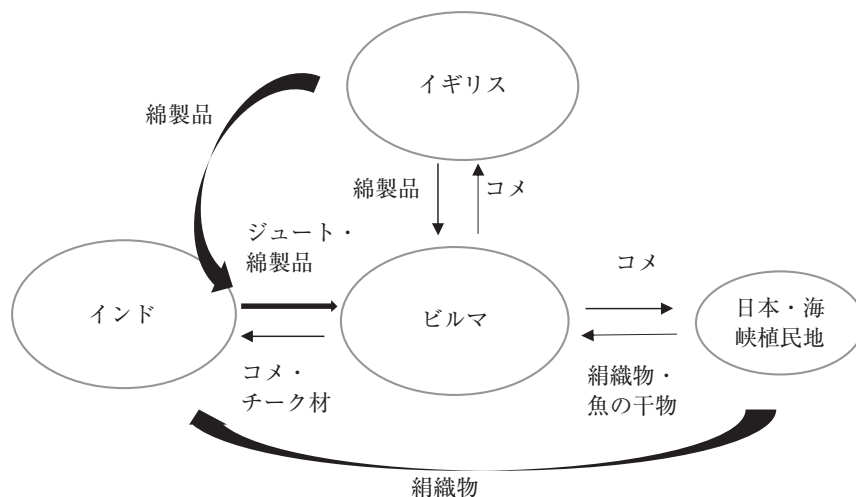 イギリス
綿製品
綿製品
コメ
ジュート・
綿製品
コメ
インド
ビルマ
日本・海
峡植民地
コメ・
チーク材
絹織物・
魚の干物
絹織物